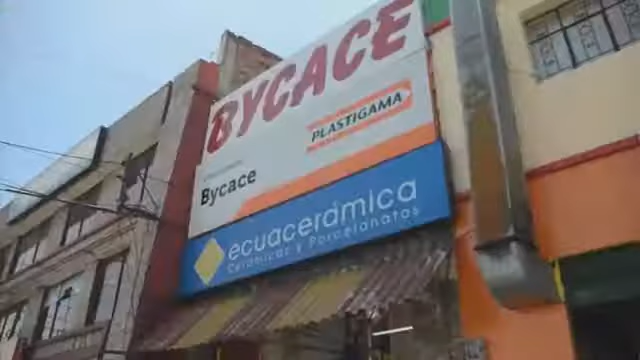 BYCACE
PLASTIGAMA
Bycace
ecuacerámica
Cerámicas y Porcelanatos